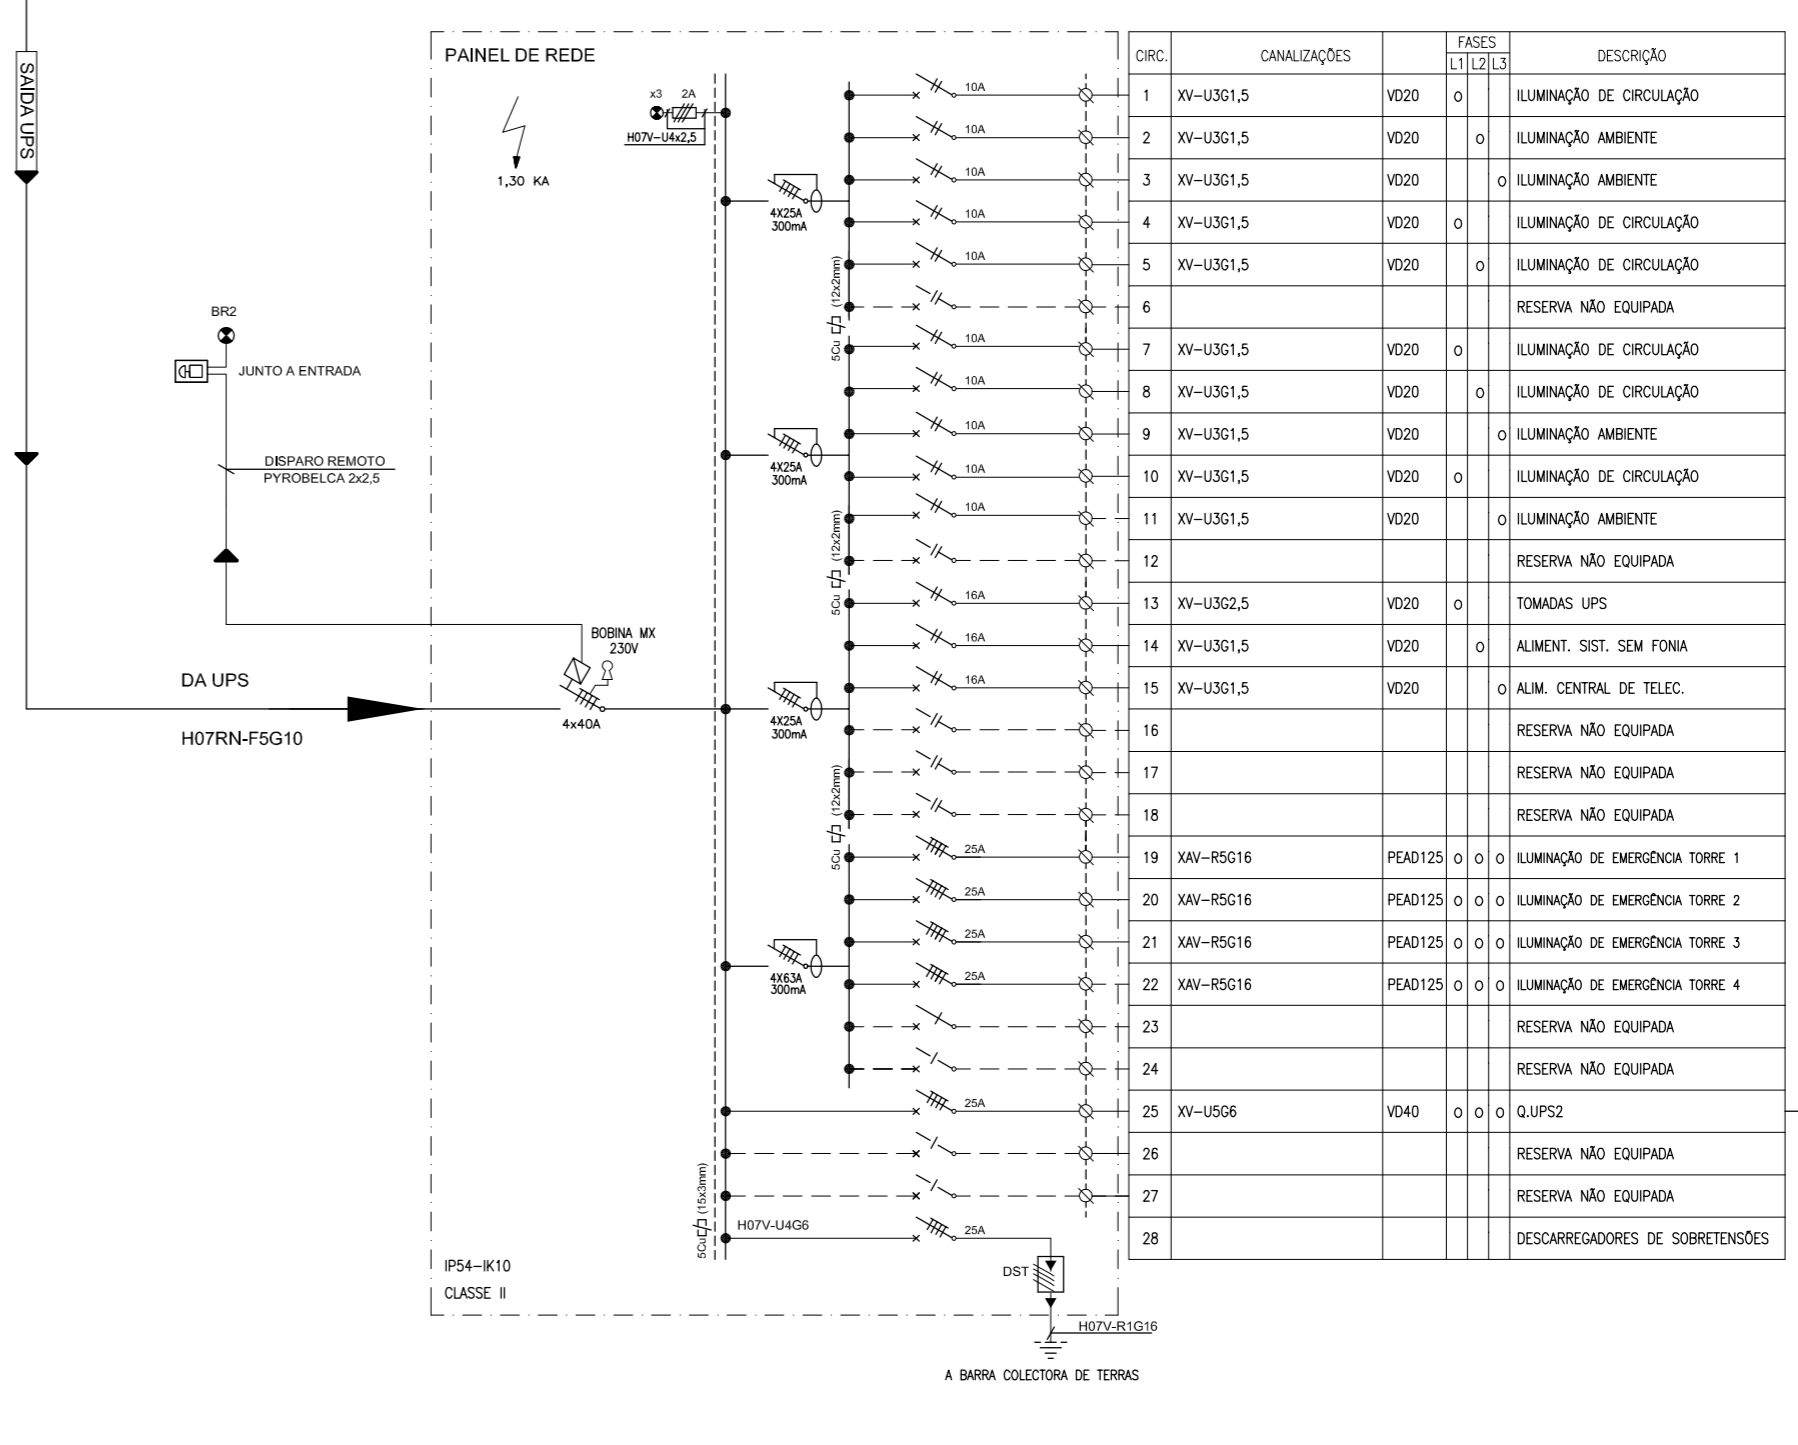 SAIDA UPS
PAINEL DE REDE
1,30 KA
x3 2A
H07V-U4x2,5
BR2
JUNTO A ENTRADA
DISPARO REMOTO
PYROBELCA 2x2,5
DA UPS
H07RN-F5G10
BOBINA MX
230V
4x40A
4X25A
300mA
5Cu (12x2mm)
4X25A
300mA
5Cu (12x2mm)
4X25A
300mA
5Cu (12x2mm)
4X63A
300mA
5Cu (15x3mm)
H07V-U4G6
IP54-IK10
CLASSE II
DST
H07V-R1G16
A BARRA COLECTORA DE TERRAS
CIRC. CANALIZAÇÕES FASES DESCRIÇÃO
L1 L2 L3
10A 1 XV-U3G1,5 VD20 O ILUMINAÇÃO DE CIRCULAÇÃO
10A 2 XV-U3G1,5 VD20 O ILUMINAÇÃO AMBIENTE
10A 3 XV-U3G1,5 VD20 O ILUMINAÇÃO AMBIENTE
10A 4 XV-U3G1,5 VD20 O ILUMINAÇÃO DE CIRCULAÇÃO
10A 5 XV-U3G1,5 VD20 O ILUMINAÇÃO DE CIRCULAÇÃO
6 RESERVA NÃO EQUIPADA
10A 7 XV-U3G1,5 VD20 O ILUMINAÇÃO DE CIRCULAÇÃO
10A 8 XV-U3G1,5 VD20 O ILUMINAÇÃO DE CIRCULAÇÃO
10A 9 XV-U3G1,5 VD20 O ILUMINAÇÃO AMBIENTE
10A 10 XV-U3G1,5 VD20 O ILUMINAÇÃO DE CIRCULAÇÃO
10A 11 XV-U3G1,5 VD20 O ILUMINAÇÃO AMBIENTE
12 RESERVA NÃO EQUIPADA
16A 13 XV-U3G2,5 VD20 O TOMADAS UPS
16A 14 XV-U3G1,5 VD20 O ALIMENT. SIST. SEM FONIA
16A 15 XV-U3G1,5 VD20 O ALIM. CENTRAL DE TELEC.
16 RESERVA NÃO EQUIPADA
17 RESERVA NÃO EQUIPADA
18 RESERVA NÃO EQUIPADA
25A 19 XAV-R5G16 PEAD125 O O O ILUMINAÇÃO DE EMERGÊNCIA TORRE 1
25A 20 XAV-R5G16 PEAD125 O O O ILUMINAÇÃO DE EMERGÊNCIA TORRE 2
25A 21 XAV-R5G16 PEAD125 O O O ILUMINAÇÃO DE EMERGÊNCIA TORRE 3
25A 22 XAV-R5G16 PEAD125 O O O ILUMINAÇÃO DE EMERGÊNCIA TORRE 4
23 RESERVA NÃO EQUIPADA
24 RESERVA NÃO EQUIPADA
25A 25 XV-U5G6 VD40 O O O Q.UPS2
26 RESERVA NÃO EQUIPADA
27 RESERVA NÃO EQUIPADA
25A 28 DESCARREGADORES DE SOBRETENSÕES